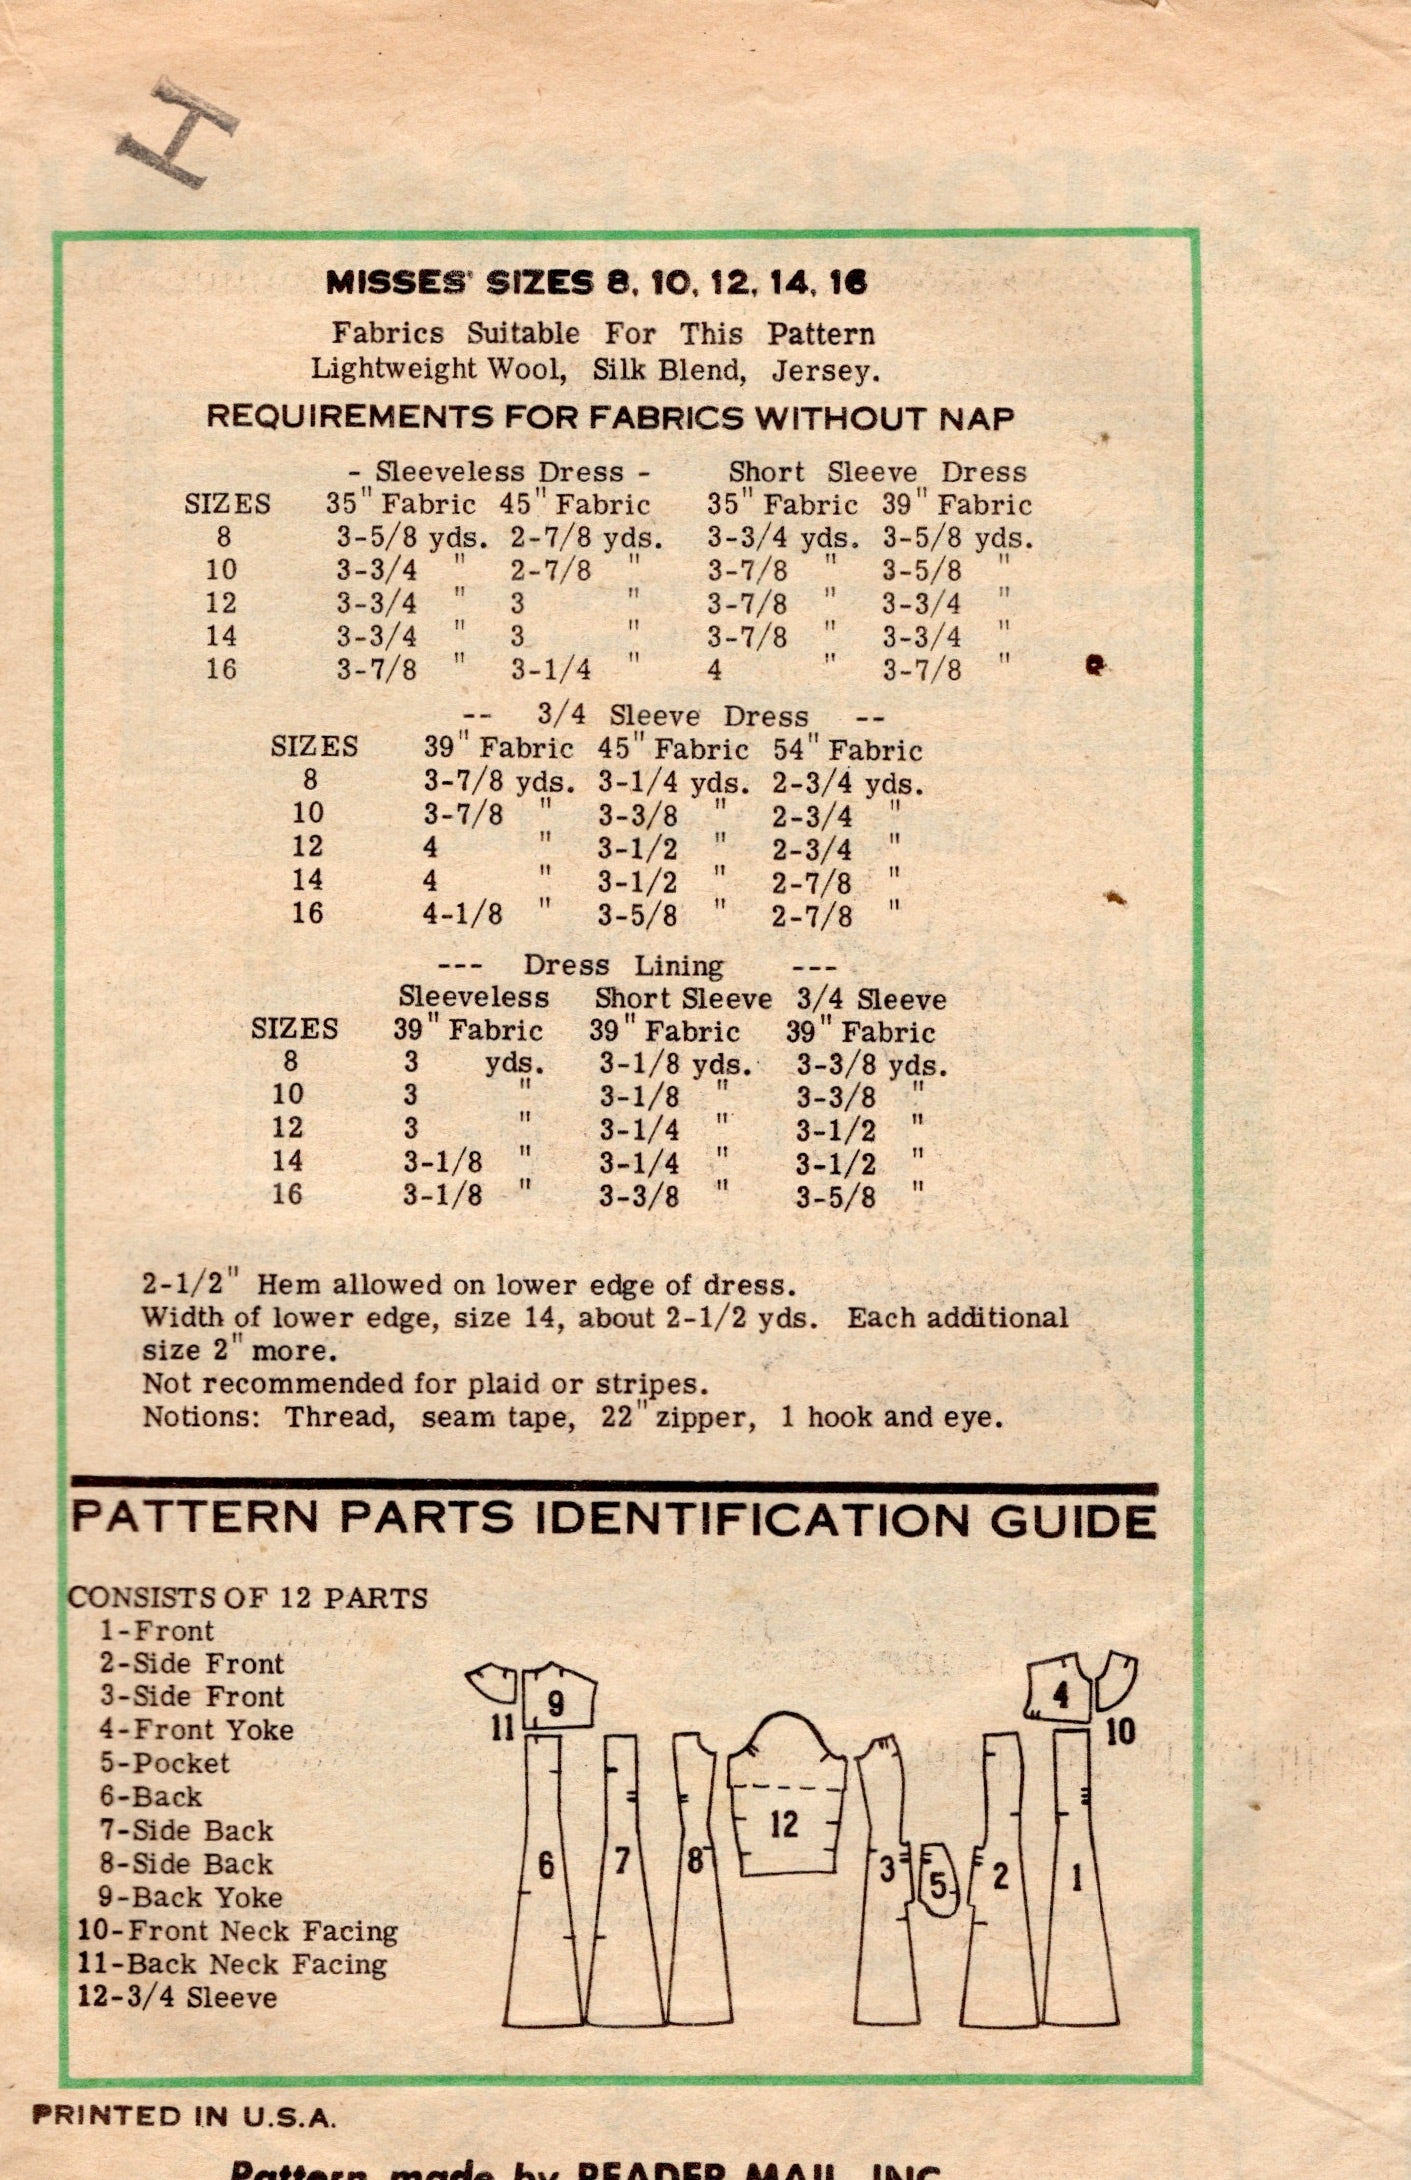 H
MISSES' SIZES 8, 10, 12, 14, 16
Fabrics Suitable For This Pattern
Lightweight Wool, Silk Blend, Jersey.
REQUIREMENTS FOR FABRICS WITHOUT NAP
- Sleeveless Dress - Short Sleeve Dress
SIZES 35" Fabric 45" Fabric 35" Fabric 39" Fabric
8 3-5/8 yds. 2-7/8 yds. 3-3/4 yds. 3-5/8 yds.
10 3-3/4 " 2-7/8 " 3-7/8 " 3-5/8 "
12 3-3/4 " 3 " 3-7/8 " 3-3/4 "
14 3-3/4 " 3 " 3-7/8 " 3-3/4 "
16 3-7/8 " 3-1/4 " 4 " 3-7/8 "
-- 3/4 Sleeve Dress --
SIZES 39" Fabric 45" Fabric 54" Fabric
8 3-7/8 yds. 3-1/4 yds. 2-3/4 yds.
10 3-7/8 " 3-3/8 " 2-3/4 "
12 4 " 3-1/2 " 2-3/4 "
14 4 " 3-1/2 " 2-7/8 "
16 4-1/8 " 3-5/8 " 2-7/8 "
--- Dress Lining ---
Sleeveless Short Sleeve 3/4 Sleeve
SIZES 39" Fabric 39" Fabric 39" Fabric
8 3 yds. 3-1/8 yds. 3-3/8 yds.
10 3 " 3-1/8 " 3-3/8 "
12 3 " 3-1/4 " 3-1/2 "
14 3-1/8 " 3-1/4 " 3-1/2 "
16 3-1/8 " 3-3/8 " 3-5/8 "
2-1/2" Hem allowed on lower edge of dress.
Width of lower edge, size 14, about 2-1/2 yds. Each additional
size 2" more.
Not recommended for plaid or stripes.
Notions: Thread, seam tape, 22" zipper, 1 hook and eye.
PATTERN PARTS IDENTIFICATION GUIDE
CONSISTS OF 12 PARTS
1-Front
2-Side Front
3-Side Front
4-Front Yoke
5-Pocket
6-Back
7-Side Back
8-Side Back
9-Back Yoke
10-Front Neck Facing
11-Back Neck Facing
12-3/4 Sleeve
9 4
11 10
12
6 7 8 3 5 2 1
PRINTED IN U.S.A.
Pattern made by READER MAIL, INC.